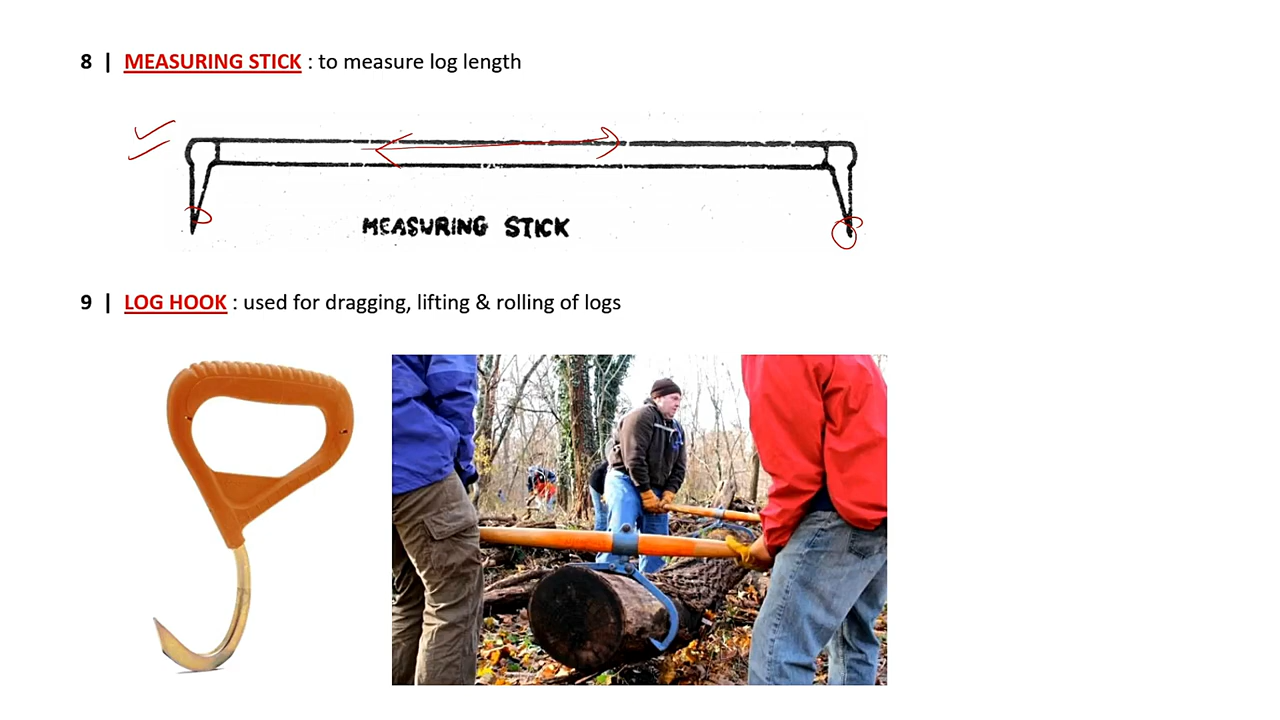 8 | MEASURING STICK : to measure log length
MEASURING STICK
9 | LOG HOOK : used for dragging, lifting & rolling of logs